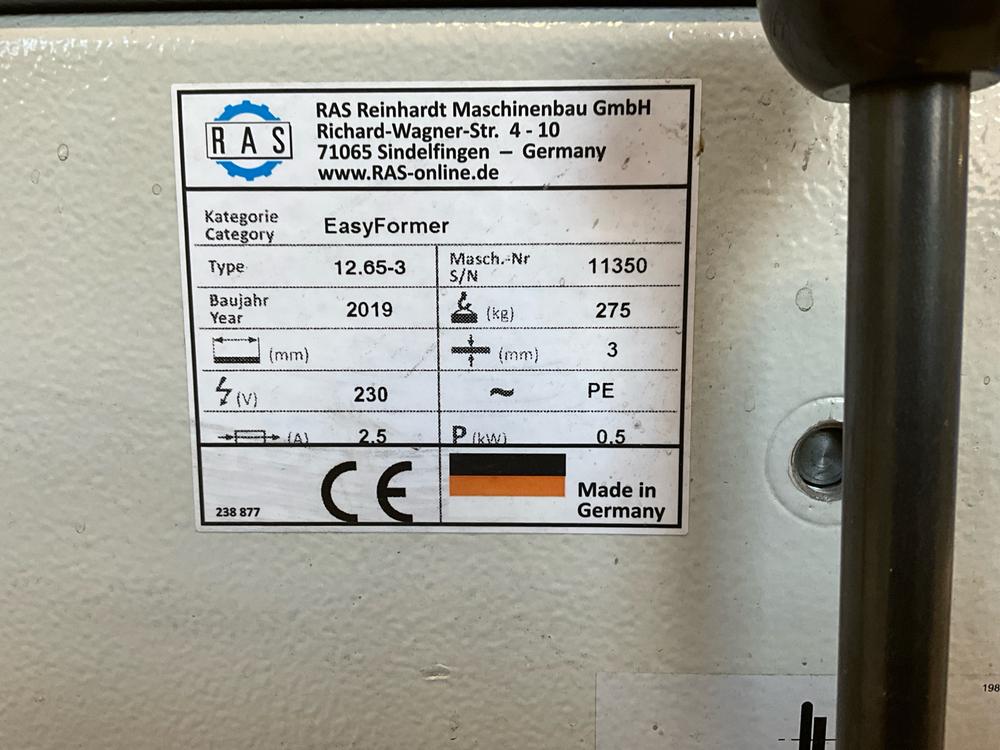 RAS
RAS Reinhardt Maschinenbau GmbH
Richard-Wagner-Str. 4 - 10
71065 Sindelfingen – Germany
www.RAS-online.de
Kategorie
Category
EasyFormer
Type 12.65-3
Masch.-Nr
S/N
11350
Baujahr
Year
2019
(kg) 275
(mm)
(mm) 3
(V) 230
~ PE
(A) 2.5
P (kW) 0.5
238 877
CE
Made in
Germany
198